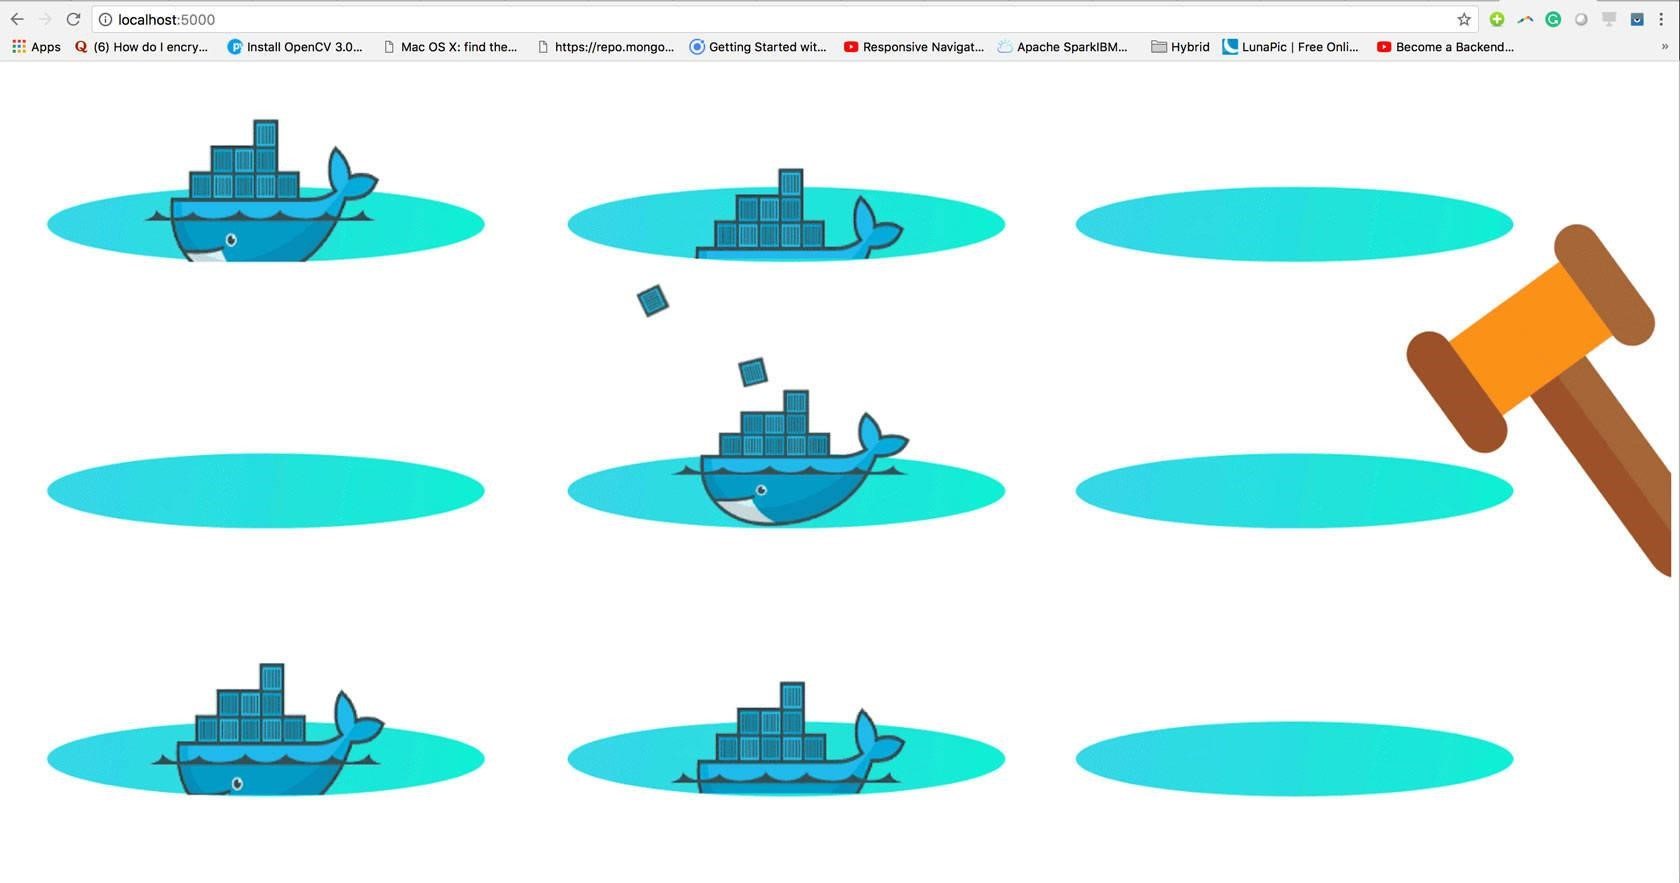 localhost:5000
Apps (6) How do I encry... Install OpenCV 3.0... Mac OS X: find the... https://repo.mongo... Getting Started wit... Responsive Navigat... Apache SparkIBM... Hybrid LunaPic | Free Onli... Become a Backend... »